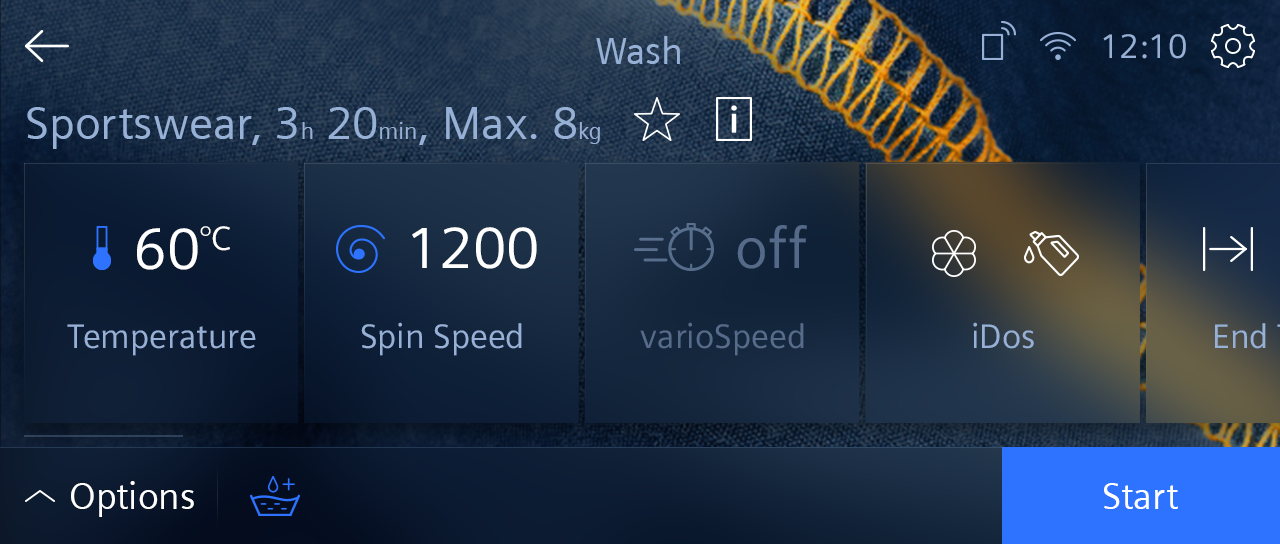 Wash
12:10
Sportswear, 3h 20min, Max. 8kg
i
60°C
1200
off
Temperature
Spin Speed
varioSpeed
iDos
End
Options
Start